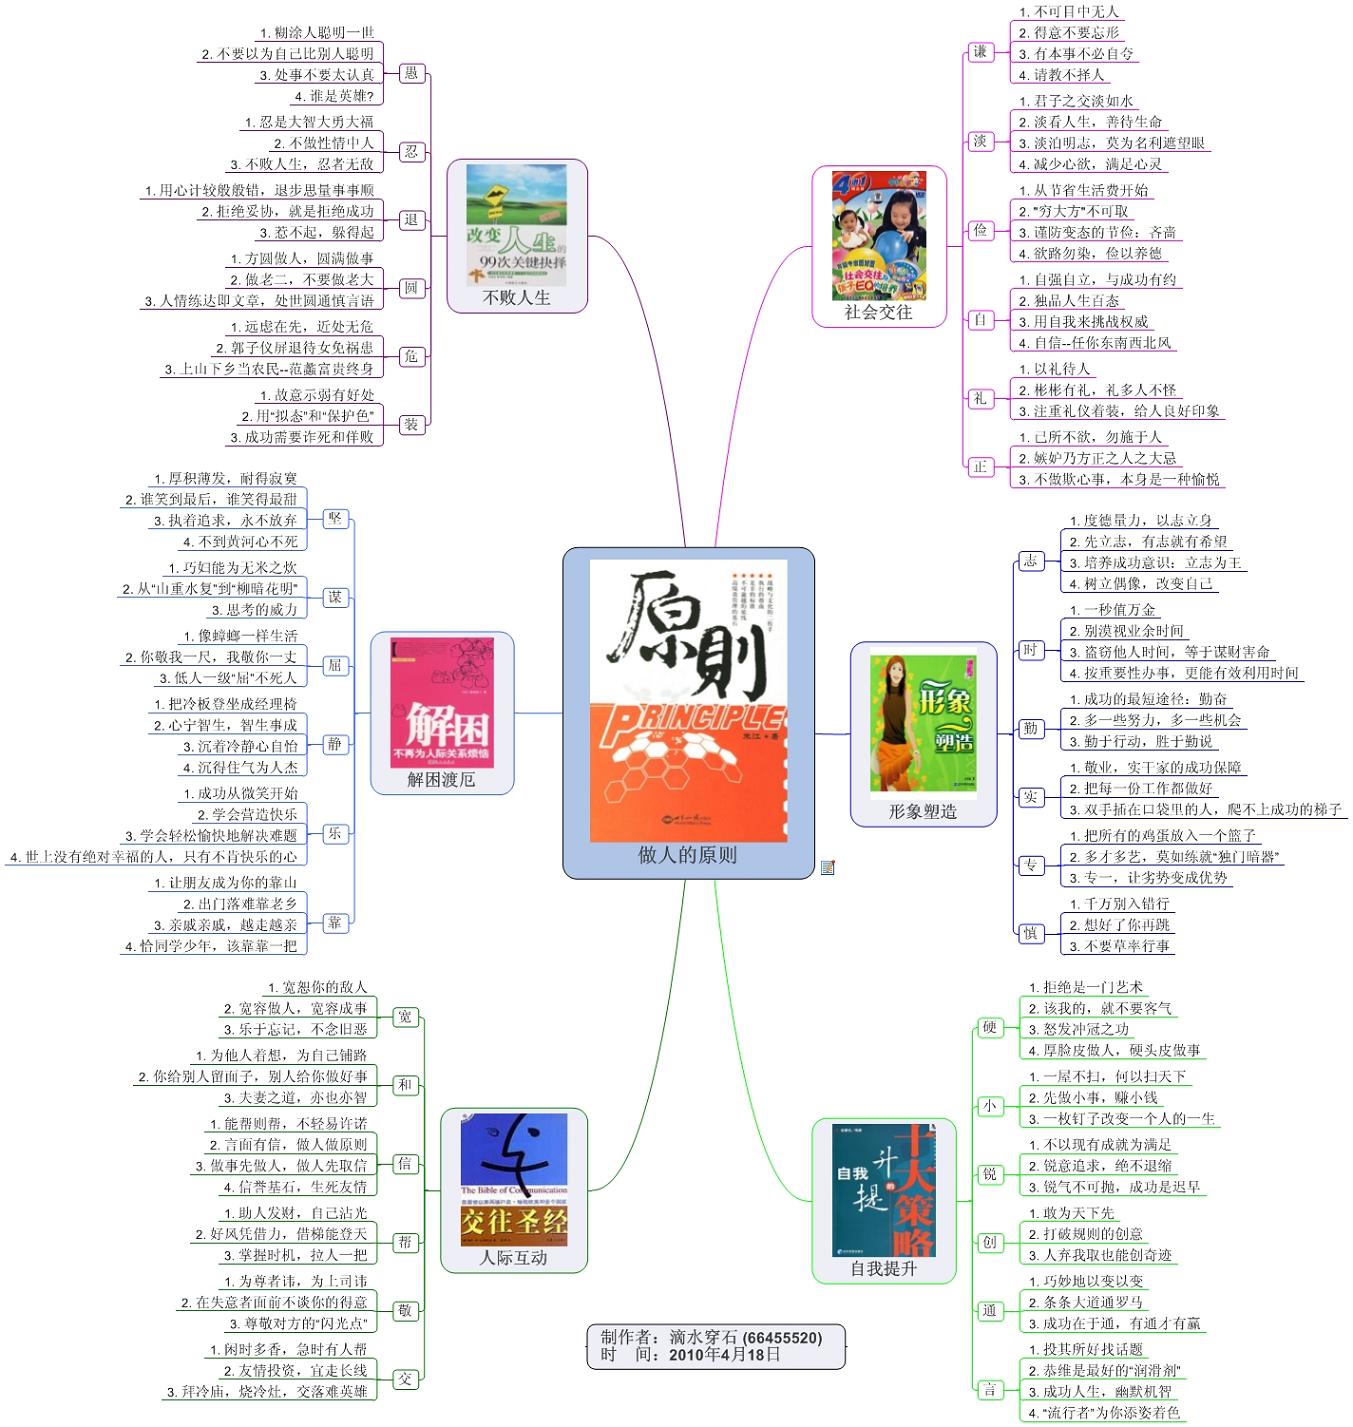 做人的原则
原則
PRINCIPLE
朱江●著
社会交往
谦
1. 不可目中无人
2. 得意不要忘形
3. 有本事不必自夸
4. 请教不择人
淡
1. 君子之交淡如水
2. 淡看人生，善待生命
3. 淡泊明志，莫为名利遮望眼
4. 减少心欲，满足心灵
俭
1. 从节省生活费开始
2. "穷大方"不可取
3. 谨防变态的节俭：吝啬
4. 欲路勿染，俭以养德
自
1. 自强自立，与成功有约
2. 独品人生百态
3. 用自我来挑战权威
4. 自信--任你东南西北风
礼
1. 以礼待人
2. 彬彬有礼，礼多人不怪
3. 注重礼仪着装，给人良好印象
正
1. 己所不欲，勿施于人
2. 嫉妒乃方正之人之大忌
3. 不做欺心事，本身是一种愉悦
形象塑造
形象
塑造
志
1. 度德量力，以志立身
2. 先立志，有志就有希望
3. 培养成功意识：立志为王
4. 树立偶像，改变自己
时
1. 一秒值万金
2. 别漠视业余时间
3. 盗窃他人时间，等于谋财害命
4. 按重要性办事，更能有效利用时间
勤
1. 成功的最短途径：勤奋
2. 多一些努力，多一些机会
3. 勤于行动，胜于勤说
实
1. 敬业，实干家的成功保障
2. 把每一份工作都做好
3. 双手插在口袋里的人，爬不上成功的梯子
专
1. 把所有的鸡蛋放入一个篮子
2. 多才多艺，莫如练就“独门暗器”
3. 专一，让劣势变成优势
慎
1. 千万别入错行
2. 想好了你再跳
3. 不要草率行事
自我提升
自我
提升的
十大策略
硬
1. 拒绝是一门艺术
2. 该我的，就不要客气
3. 怒发冲冠之功
4. 厚脸皮做人，硬头皮做事
小
1. 一屋不扫，何以扫天下
2. 先做小事，赚小钱
3. 一枚钉了改变一个人的一生
锐
1. 不以现有成就为满足
2. 锐意追求，绝不退缩
3. 锐气不可抛，成功是迟早
创
1. 敢为天下先
2. 打破规则的创意
3. 人弃我取也能创奇迹
通
1. 巧妙地以变以变
2. 条条大道通罗马
3. 成功在于通，有通才有赢
言
1. 投其所好找话题
2. 恭维是最好的“润滑剂”
3. 成功人生，幽默机智
4. “流行者”为你添姿着色
不败人生
改变
人生的
99次关键抉择
愚
1. 糊涂人聪明一世
2. 不要以为自己比别人聪明
3. 处事不要太认真
4. 谁是英雄?
忍
1. 忍是大智大勇大福
2. 不做性情中人
3. 不败人生，忍者无敌
退
1. 用心计较般般错，退步思量事事顺
2. 拒绝妥协，就是拒绝成功
3. 惹不起，躲得起
圆
1. 方圆做人，圆满做事
2. 做老二，不要做老大
3. 人情练达即文章，处世圆通慎言语
危
1. 远虑在先，近处无危
2. 郭子仪屏退待女免祸患
3. 上山下乡当农民--范蠡富贵终身
装
1. 故意示弱有好处
2. 用“拟态”和“保护色”
3. 成功需要诈死和佯败
解困渡厄
解困
不再为人际关系烦恼
坚
1. 厚积薄发，耐得寂寞
2. 谁笑到最后，谁笑得最甜
3. 执着追求，永不放弃
4. 不到黄河心不死
谋
1. 巧妇能为无米之炊
2. 从“山重水复”到“柳暗花明”
3. 思考的威力
屈
1. 像蟑螂一样生活
2. 你敬我一尺，我敬你一丈
3. 低人一级“屈”不死人
静
1. 把冷板登坐成经理椅
2. 心宁智生，智生事成
3. 沉着冷静心自怡
4. 沉得住气为人杰
乐
1. 成功从微笑开始
2. 学会营造快乐
3. 学会轻松愉快地解决难题
4. 世上没有绝对幸福的人，只有不肯快乐的心
靠
1. 让朋友成为你的靠山
2. 出门落难靠老乡
3. 亲戚亲戚，越走越亲
4. 恰同学少年，该靠靠一把
人际互动
The Bible of Communication
交往圣经
宽
1. 宽恕你的敌人
2. 宽容做人，宽容成事
3. 乐于忘记，不念旧恶
和
1. 为他人着想，为自己铺路
2. 你给别人留面子，别人给你做好事
3. 夫妻之道，亦也亦智
信
1. 能帮则帮，不轻易许诺
2. 言而有信，做人做原则
3. 做事先做人，做人先取信
4. 信誉基石，生死友情
帮
1. 助人发财，自己沾光
2. 好风凭借力，借梯能登天
3. 掌握时机，拉人一把
敬
1. 为尊者讳，为上司讳
2. 在失意者面前不谈你的得意
3. 尊敬对方的“闪光点”
交
1. 闲时多香，急时有人帮
2. 友情投资，宜走长线
3. 拜冷庙，烧冷灶，交落难英雄
制作者：滴水穿石 (66455520)
时　间：2010年4月18日